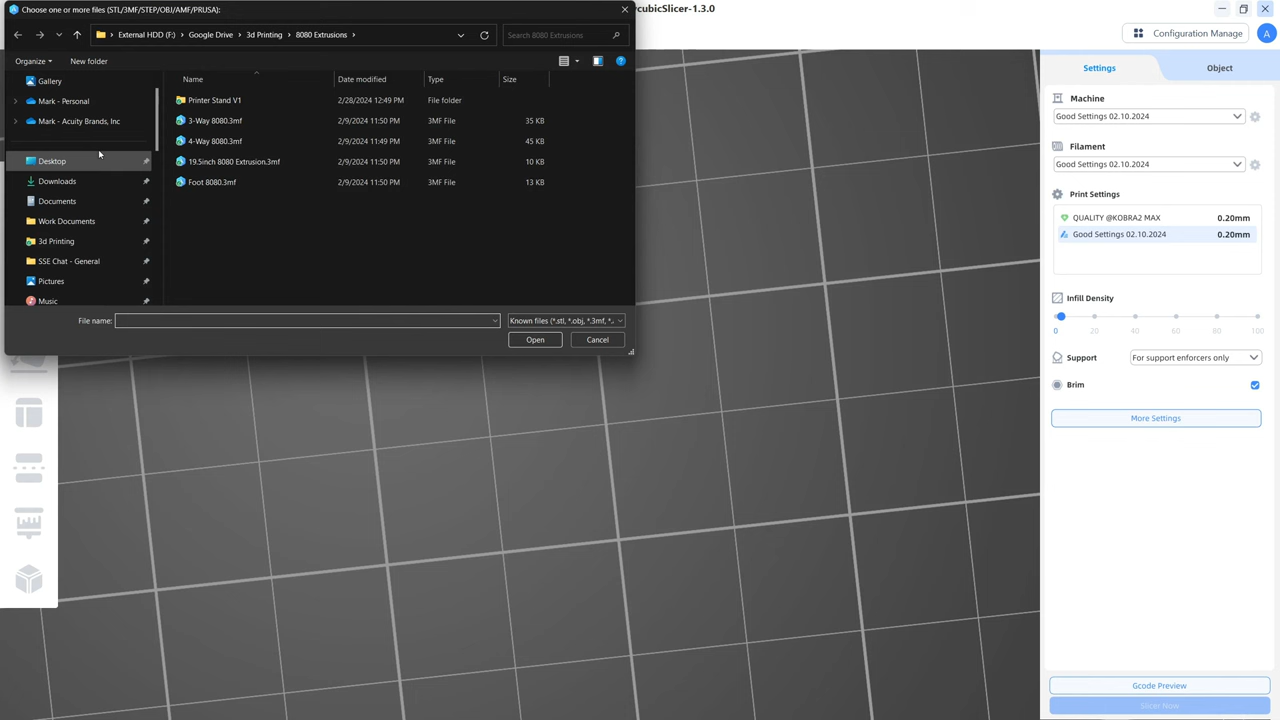 Choose one or more files (STL/3MF/STEP/OBJ/AMF/PRUSA):
ycubicSlicer-1.3.0
External HDD (F:) > Google Drive > 3d Printing > 8080 Extrusions >
Search 8080 Extrusions
Configuration Manage
A
Organize
New folder
Name
Date modified
Type
Size
Gallery
Mark - Personal
Mark - Acuity Brands, Inc
Desktop
Downloads
Documents
Work Documents
3d Printing
SSE Chat - General
Pictures
Music
Printer Stand V1 2/28/2024 12:49 PM File folder
3-Way 8080.3mf 2/9/2024 11:50 PM 3MF File 35 KB
4-Way 8080.3mf 2/9/2024 11:49 PM 3MF File 45 KB
19.5inch 8080 Extrusion.3mf 2/9/2024 11:50 PM 3MF File 10 KB
Foot 8080.3mf 2/9/2024 11:50 PM 3MF File 13 KB
File name:
Known files (*.stl, *.obj, *.3mf, *.
Open
Cancel
Settings
Object
Machine
Good Settings 02.10.2024
Filament
Good Settings 02.10.2024
Print Settings
QUALITY @KOBRA2 MAX 0.20mm
Good Settings 02.10.2024 0.20mm
Infill Density
0 20 40 60 80 100
Support
For support enforcers only
Brim
More Settings
Gcode Preview
Slicer Now